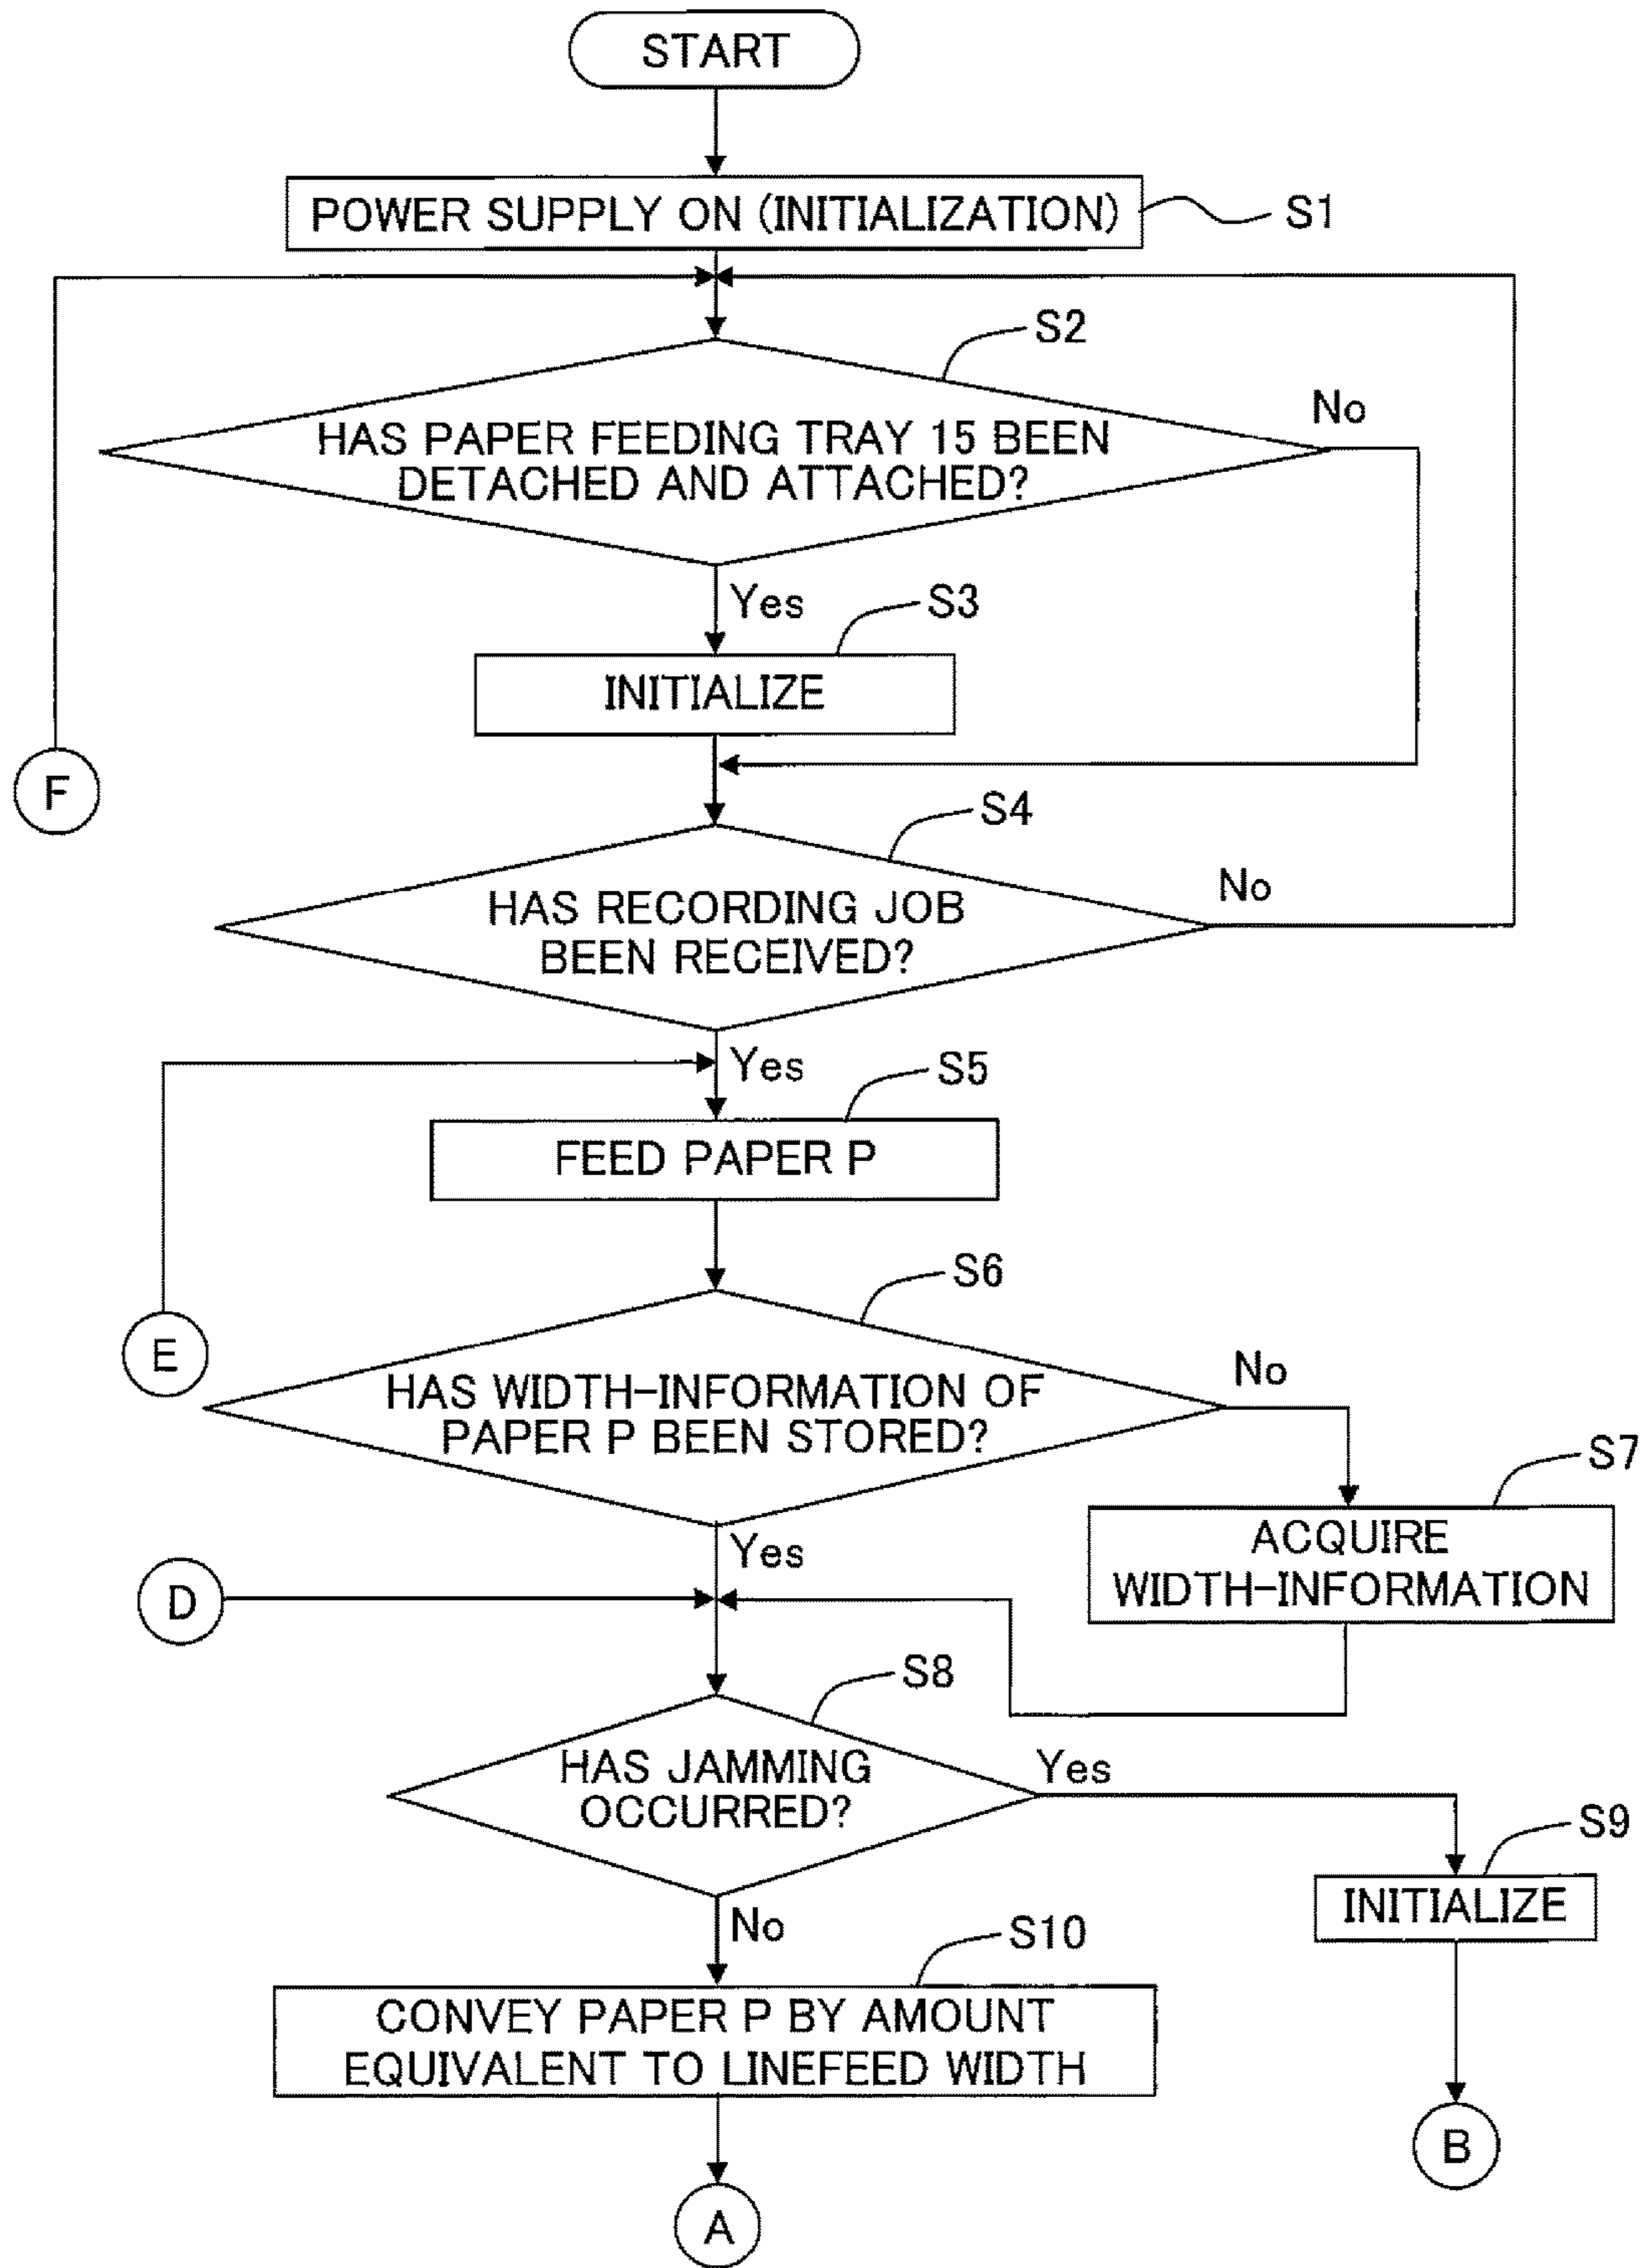 START
POWER SUPPLY ON (INITIALIZATION)
S1
S2
No
HAS PAPER FEEDING TRAY 15 BEEN
DETACHED AND ATTACHED?
Yes
S3
INITIALIZE
F
S4
No
HAS RECORDING JOB
BEEN RECEIVED?
Yes
S5
FEED PAPER P
S6
E
No
HAS WIDTH-INFORMATION OF
PAPER P BEEN STORED?
S7
ACQUIRE
WIDTH-INFORMATION
Yes
D
S8
HAS JAMMING
OCCURRED?
Yes
S9
INITIALIZE
No
S10
CONVEY PAPER P BY AMOUNT
EQUIVALENT TO LINEFEED WIDTH
B
A